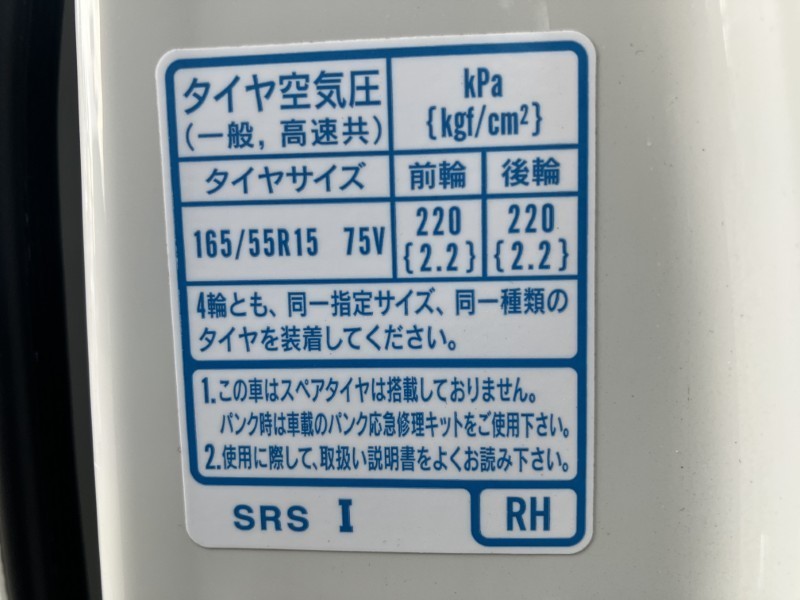 タイヤ空気圧
(一般, 高速共)
kPa
{kgf/cm²}
タイヤサイズ 前輪 後輪
165/55R15 75V
220 220
{2.2} {2.2}
4輪とも、同一指定サイズ、同一種類の
タイヤを装着してください。
1.この車はスペアタイヤは搭載しておりません。
パンク時は車載のパンク応急修理キットをご使用下さい。
2.使用に際して、取扱い説明書をよくお読み下さい。
SRS I RH